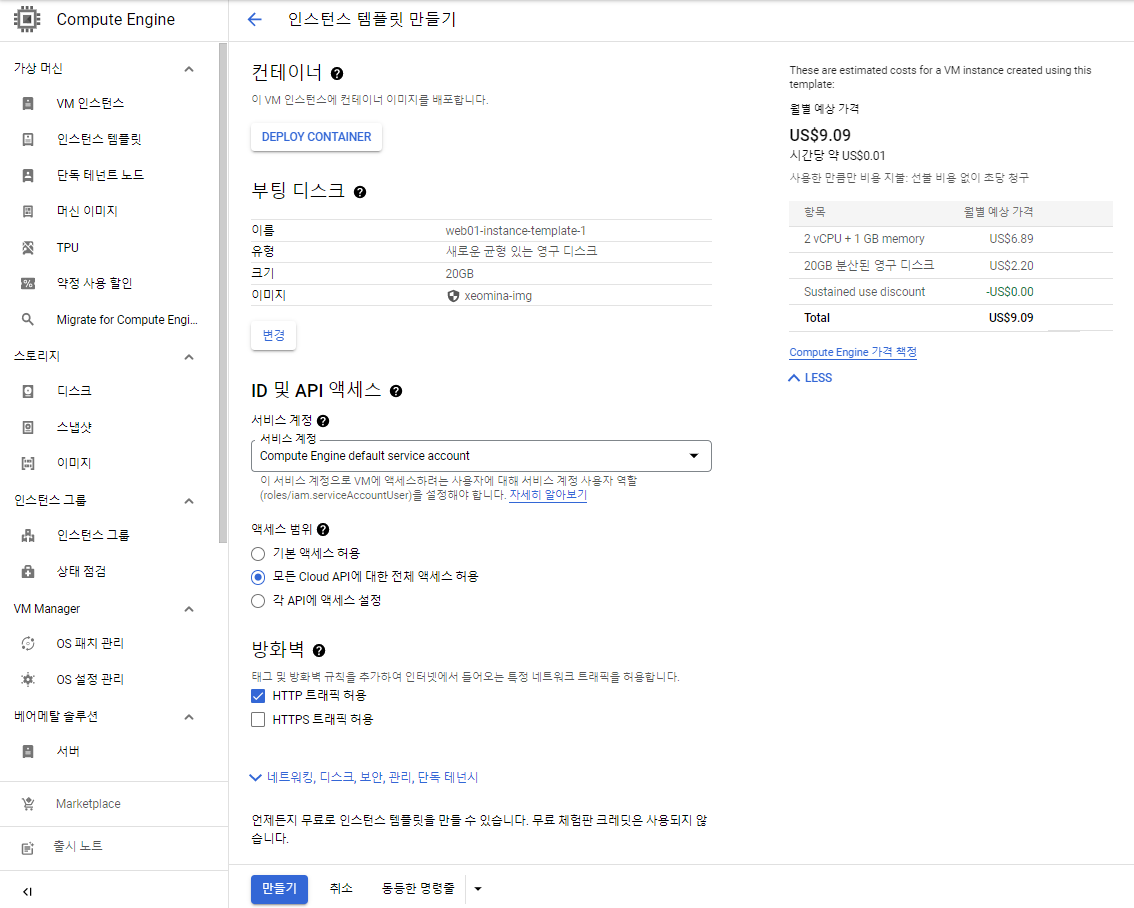 Compute Engine
가상 머신
VM 인스턴스
인스턴스 템플릿
단독 테넌트 노드
머신 이미지
TPU
약정 사용 할인
Migrate for Compute Engi...
스토리지
디스크
스냅샷
이미지
인스턴스 그룹
인스턴스 그룹
상태 점검
VM Manager
OS 패치 관리
OS 설정 관리
베어메탈 솔루션
서버
Marketplace
출시 노트
인스턴스 템플릿 만들기
컨테이너
이 VM 인스턴스에 컨테이너 이미지를 배포합니다.
DEPLOY CONTAINER
부팅 디스크
이름 web01-instance-template-1
유형 새로운 균형 있는 영구 디스크
크기 20GB
이미지 xeomina-img
변경
ID 및 API 액세스
서비스 계정
서비스 계정
Compute Engine default service account
이 서비스 계정으로 VM에 액세스하려는 사용자에 대해 서비스 계정 사용자 역할
(roles/iam.serviceAccountUser)을 설정해야 합니다. 자세히 알아보기
액세스 범위
기본 액세스 허용
모든 Cloud API에 대한 전체 액세스 허용
각 API에 액세스 설정
방화벽
태그 및 방화벽 규칙을 추가하여 인터넷에서 들어오는 특정 네트워크 트래픽을 허용합니다.
HTTP 트래픽 허용
HTTPS 트래픽 허용
네트워킹, 디스크, 보안, 관리, 단독 테넌시
언제든지 무료로 인스턴스 템플릿을 만들 수 있습니다. 무료 체험판 크레딧은 사용되지 않
습니다.
만들기 취소 동등한 명령줄
These are estimated costs for a VM instance created using this
template:
월별 예상 가격
US$9.09
시간당 약 US$0.01
사용한 만큼만 비용 지불: 선불 비용 없이 초당 청구
항목 월별 예상 가격
2 vCPU + 1 GB memory US$6.89
20GB 분산된 영구 디스크 US$2.20
Sustained use discount -US$0.00
Total US$9.09
Compute Engine 가격 책정
LESS